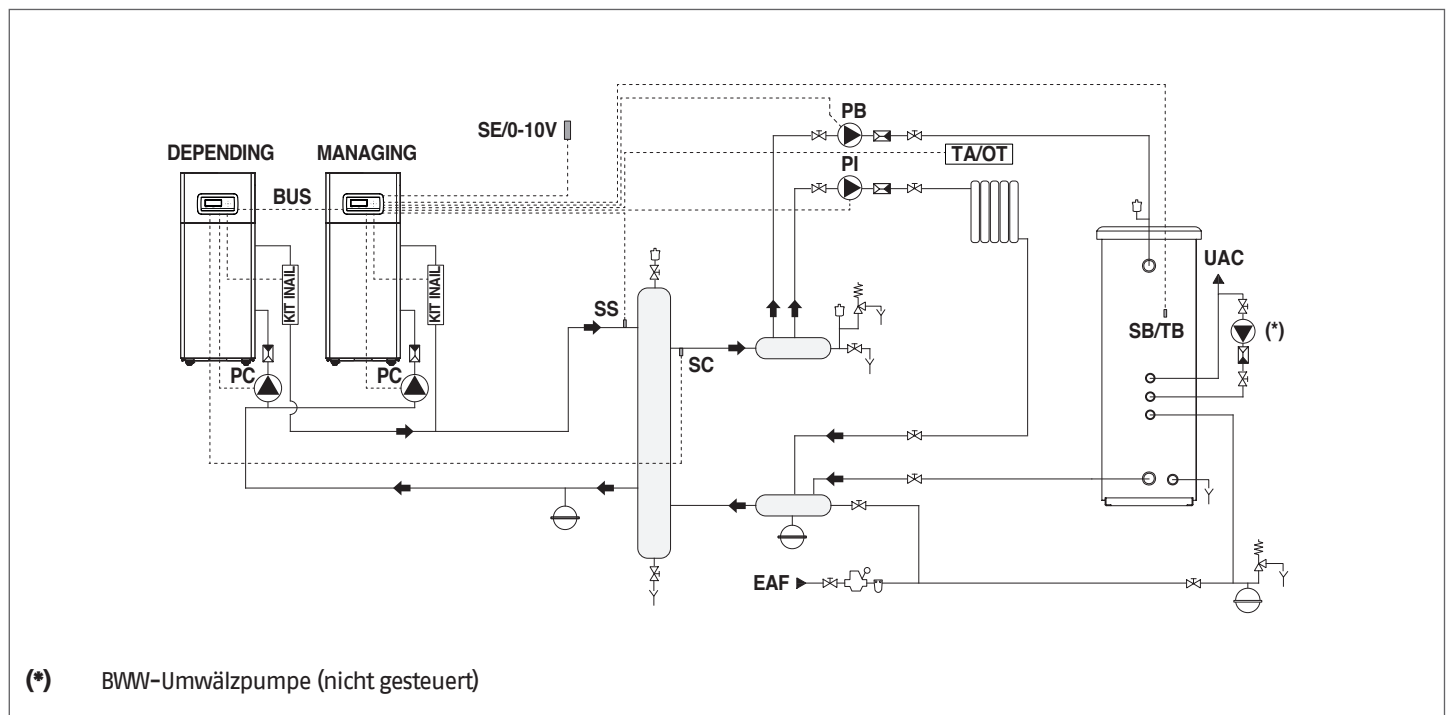 PB
SE/0-10V
TA/OT
DEPENDING MANAGING
PI
BUS
UAC
KIT INAIL KIT INAIL
SS
SB/TB (*)
SC
PC PC
EAF
(*) BWW-Umwälzpumpe (nicht gesteuert)